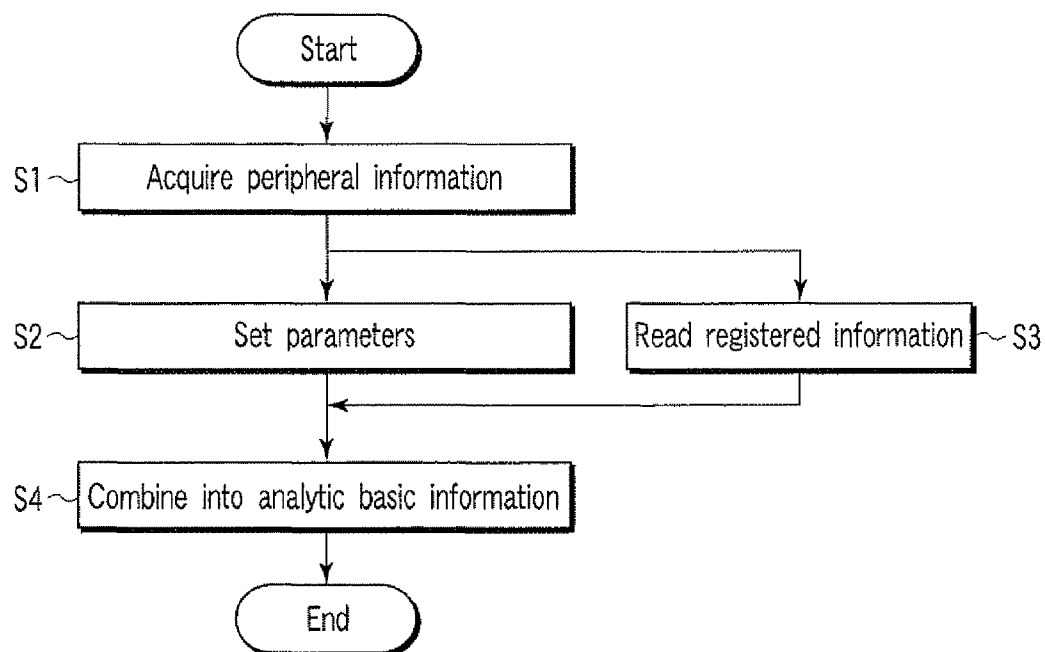 Start
S1 Acquire peripheral information
S2 Set parameters
Read registered information S3
S4 Combine into analytic basic information
End